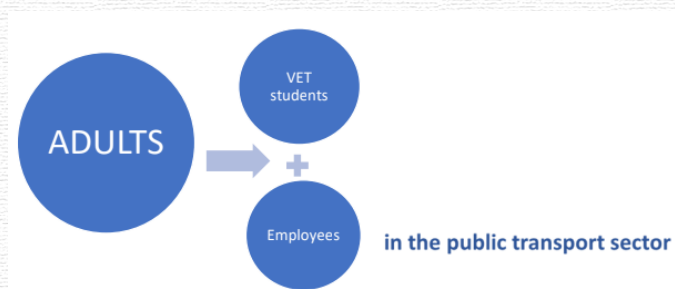 ADULTS
VET
students
Employees
in the public transport sector